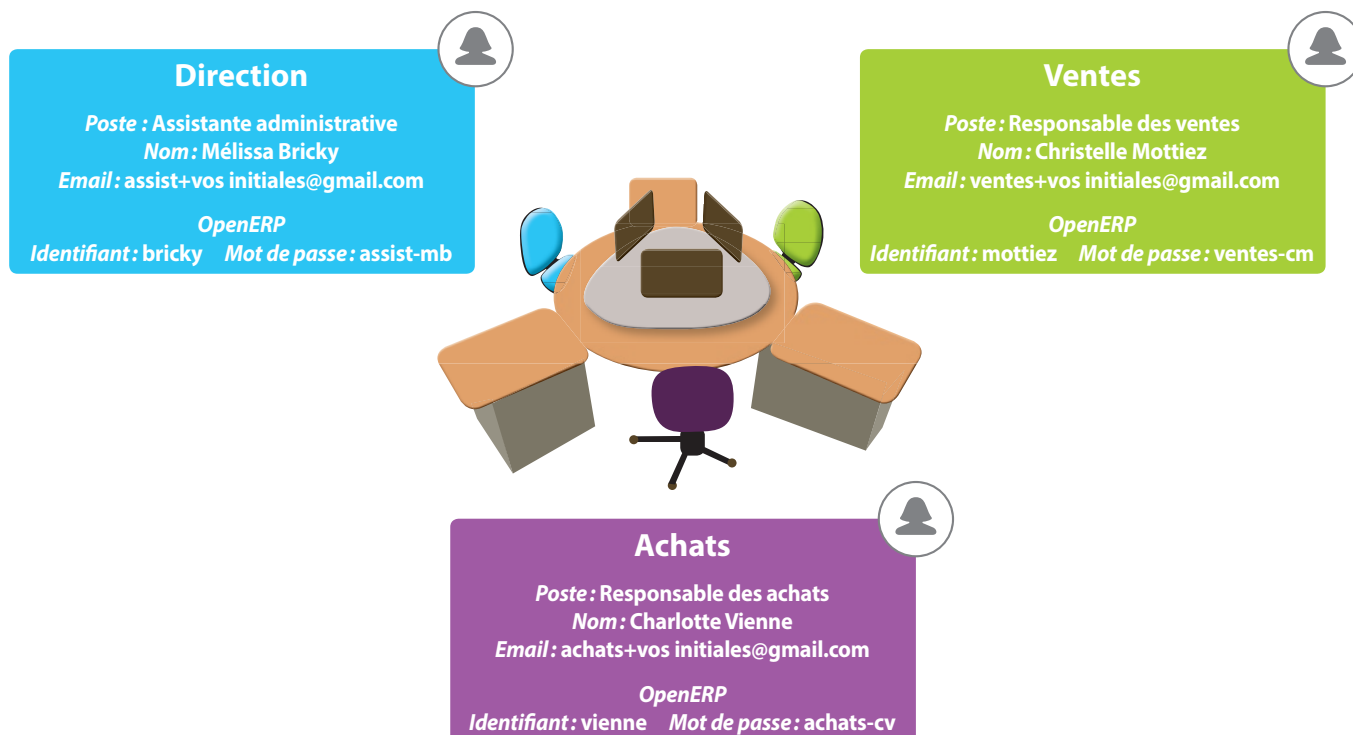 Direction
Poste : Assistante administrative
Nom : Mélissa Bricky
Email : assist+vos initiales@gmail.com
OpenERP
Identifiant : bricky Mot de passe : assist-mb
Ventes
Poste : Responsable des ventes
Nom : Christelle Mottiez
Email : ventes+vos initiales@gmail.com
OpenERP
Identifiant : mottiez Mot de passe : ventes-cm
Achats
Poste : Responsable des achats
Nom : Charlotte Vienne
Email : achats+vos initiales@gmail.com
OpenERP
Identifiant : vienne Mot de passe : achats-cv